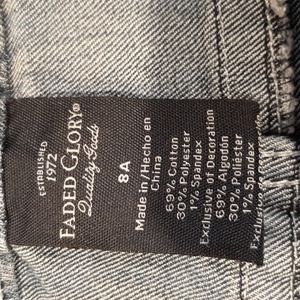 ESTABLISHED
1972
FADED GLORY®
Quality Goods
8A
Made in/Hecho en
China
69% Cotton
30% Polyester
1% Spandex
Exclusive of Decoration
69% Algodón
30% Poliéster
1% Spandex